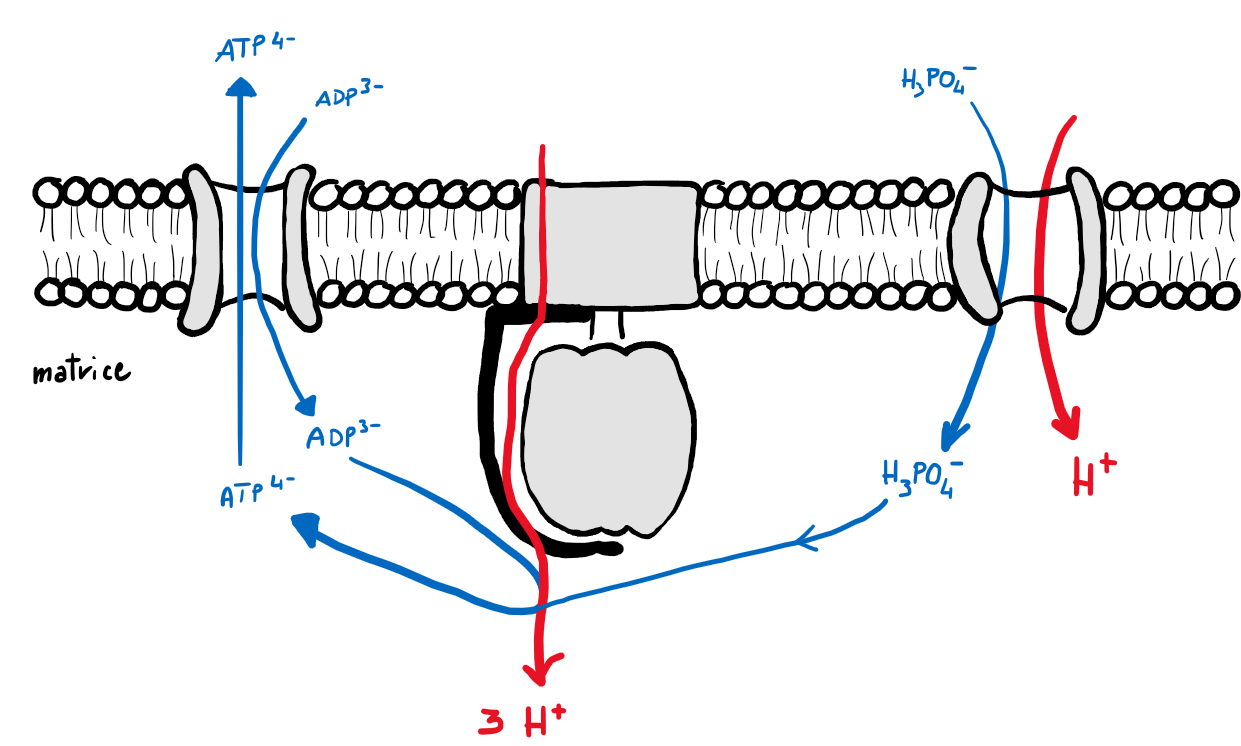 ATP⁴⁻
ADP³⁻
H₃PO₄⁻
matrice
ADP³⁻
ATP⁴⁻
H₃PO₄⁻
H⁺
3 H⁺